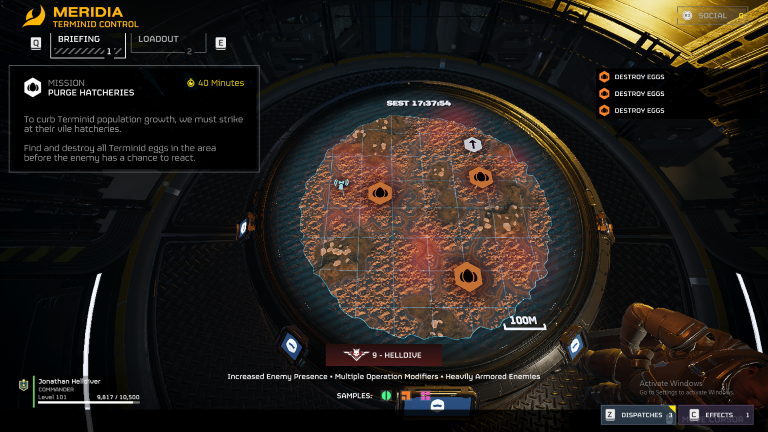 MERIDIA
TERMINID CONTROL
SOCIAL 0
Q BRIEFING 1 LOADOUT 2 E
MISSION
PURGE HATCHERIES
40 Minutes
To curb Terminid population growth, we must strike
at their vile hatcheries.
Find and destroy all Terminid eggs in the area
before the enemy has a chance to react.
DESTROY EGGS
DESTROY EGGS
DESTROY EGGS
SEST 17:37:54
100M
9 - HELLDIVE
Increased Enemy Presence • Multiple Operation Modifiers • Heavily Armored Enemies
SAMPLES:
Jonathan Helldiver
COMMANDER
Level 101 9,817 / 10,500
Activate Windows
Go to Settings to activate Windows.
Z DISPATCHES 3
C EFFECTS 1